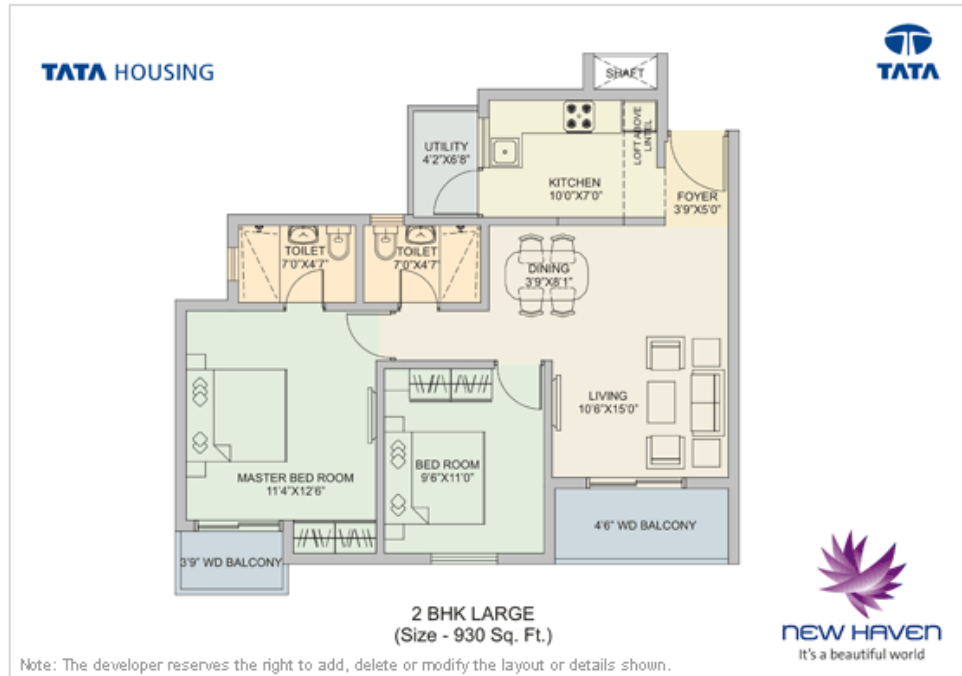 TATA HOUSING
TATA
SHAFT
UTILITY
4'2"X6'8"
LOFT ABOVE
LINTEL
KITCHEN
10'0"X7'0"
FOYER
3'9"X5'0"
TOILET
7'0"X4'7"
TOILET
7'0"X4'7"
DINING
3'9"X8'1"
LIVING
10'6"X15'0"
MASTER BED ROOM
11'4"X12'6"
BED ROOM
9'6"X11'0"
4'6" WD BALCONY
3'9" WD BALCONY
2 BHK LARGE
(Size - 930 Sq. Ft.)
NEW HAVEN
It's a beautiful world
Note: The developer reserves the right to add, delete or modify the layout or details shown.